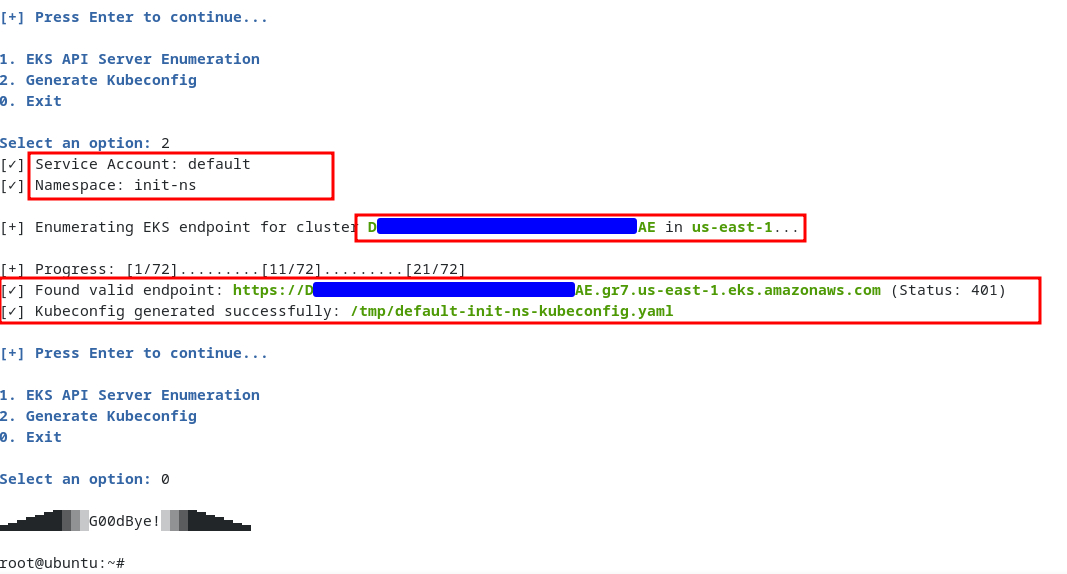 [+] Press Enter to continue...
1. EKS API Server Enumeration
2. Generate Kubeconfig
0. Exit
Select an option: 2
[✓] Service Account: default
[✓] Namespace: init-ns
[+] Enumerating EKS endpoint for cluster D AE in us-east-1...
[+] Progress: [1/72].........[11/72].........[21/72]
[✓] Found valid endpoint: https://D AE.gr7.us-east-1.eks.amazonaws.com (Status: 401)
[✓] Kubeconfig generated successfully: /tmp/default-init-ns-kubeconfig.yaml
[+] Press Enter to continue...
1. EKS API Server Enumeration
2. Generate Kubeconfig
0. Exit
Select an option: 0
G00dBye!
root@ubuntu:~#